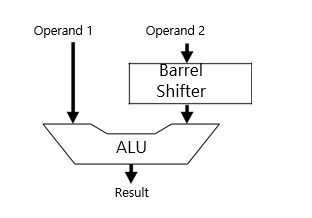 Operand 1
Operand 2
Barrel
Shifter
ALU
Result